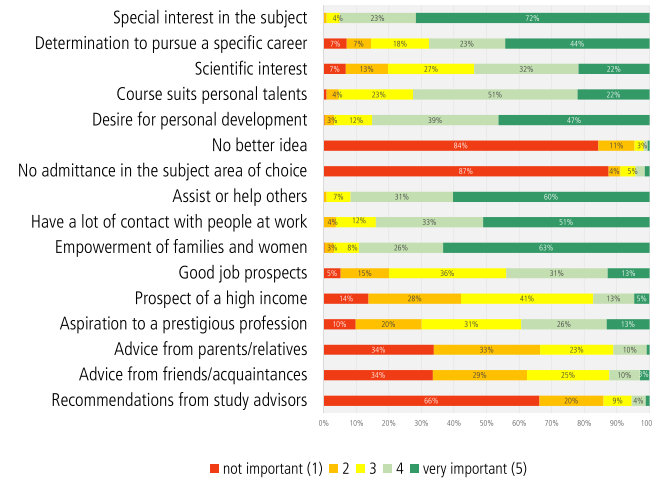 Special interest in the subject 4% 23% 72%
Determination to pursue a specific career 7% 7% 18% 23% 44%
Scientific interest 7% 13% 27% 32% 22%
Course suits personal talents 4% 23% 51% 22%
Desire for personal development 3% 12% 39% 47%
No better idea 84% 11% 3%
No admittance in the subject area of choice 87% 4% 5%
Assist or help others 7% 31% 60%
Have a lot of contact with people at work 4% 12% 33% 51%
Empowerment of families and women 3% 8% 26% 63%
Good job prospects 5% 15% 36% 31% 13%
Prospect of a high income 14% 28% 41% 13% 5%
Aspiration to a prestigious profession 10% 20% 31% 26% 13%
Advice from parents/relatives 34% 33% 23% 10%
Advice from friends/acquaintances 34% 29% 25% 10% 3%
Recommendations from study advisors 66% 20% 9% 4%
0% 10% 20% 30% 40% 50% 60% 70% 80% 90% 100
not important (1) 2 3 4 very important (5)